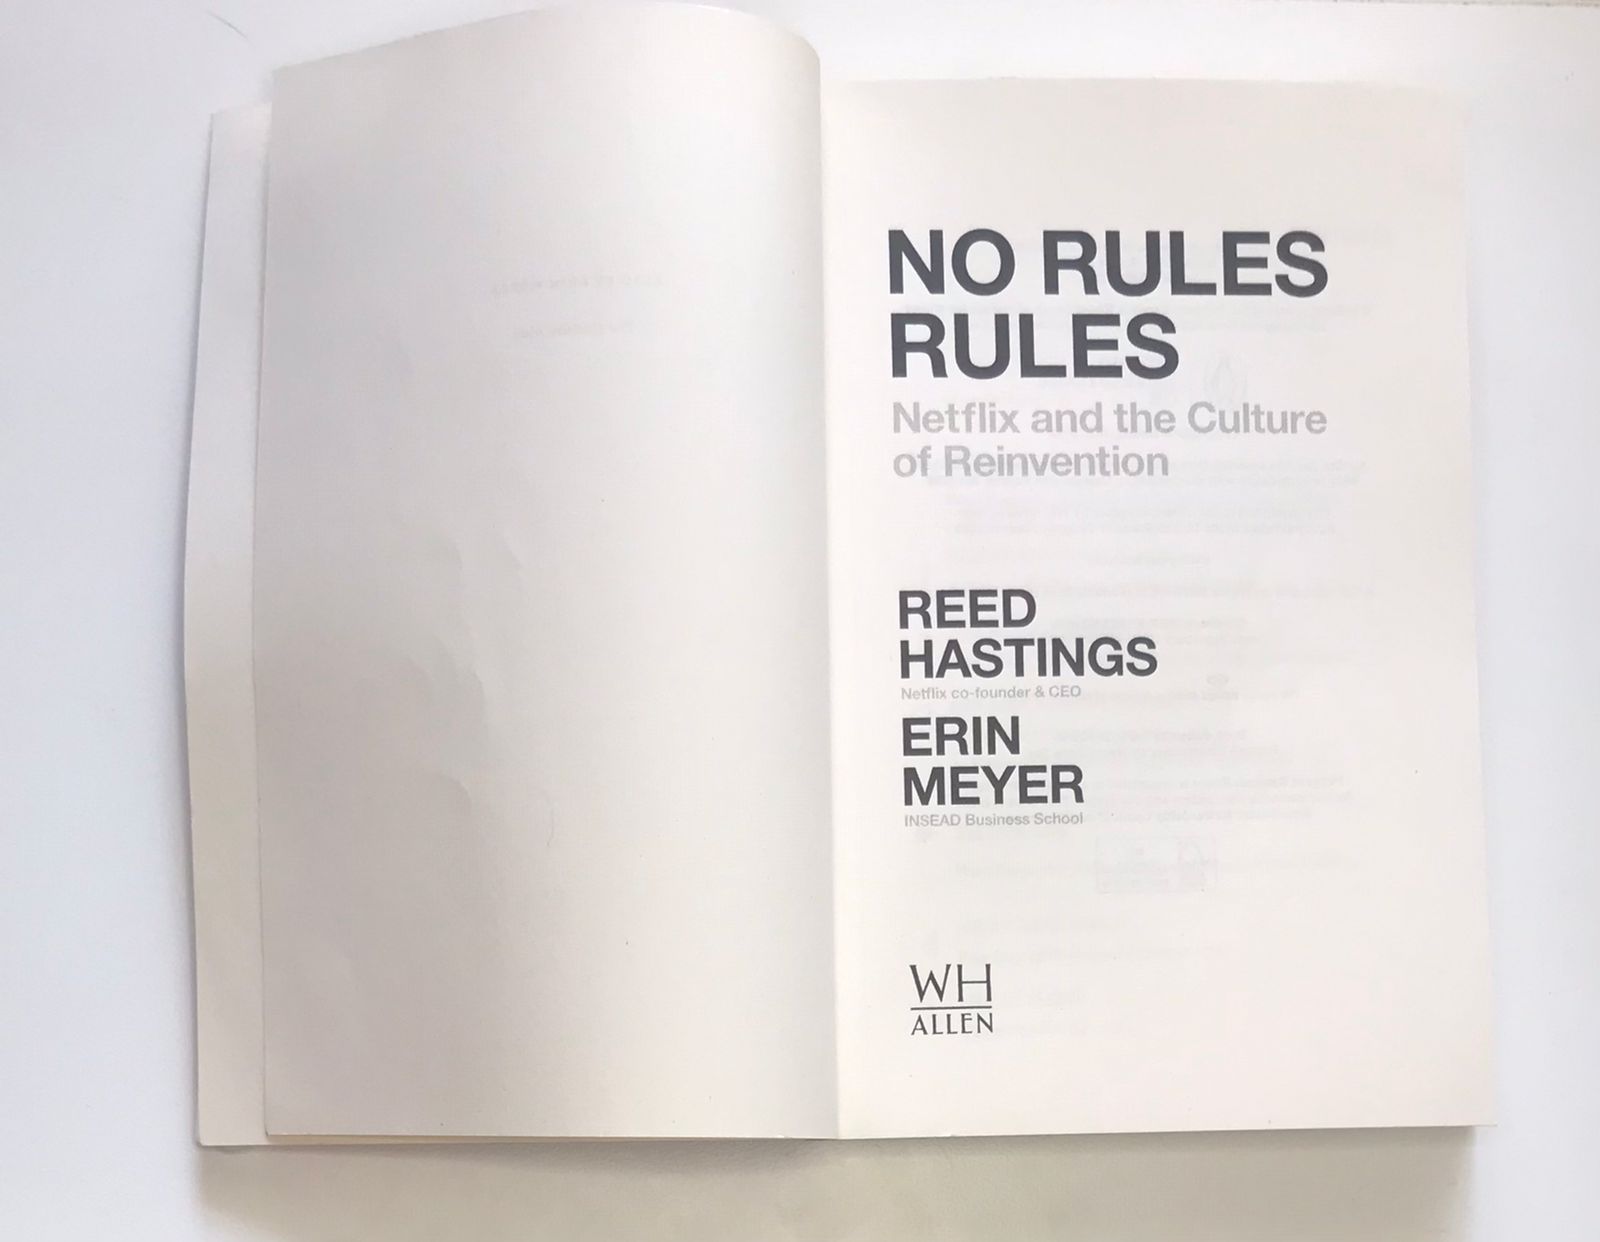 NO RULES
RULES
Netflix and the Culture
of Reinvention
REED
HASTINGS
Netflix co-founder & CEO
ERIN
MEYER
INSEAD Business School
WH
ALLEN